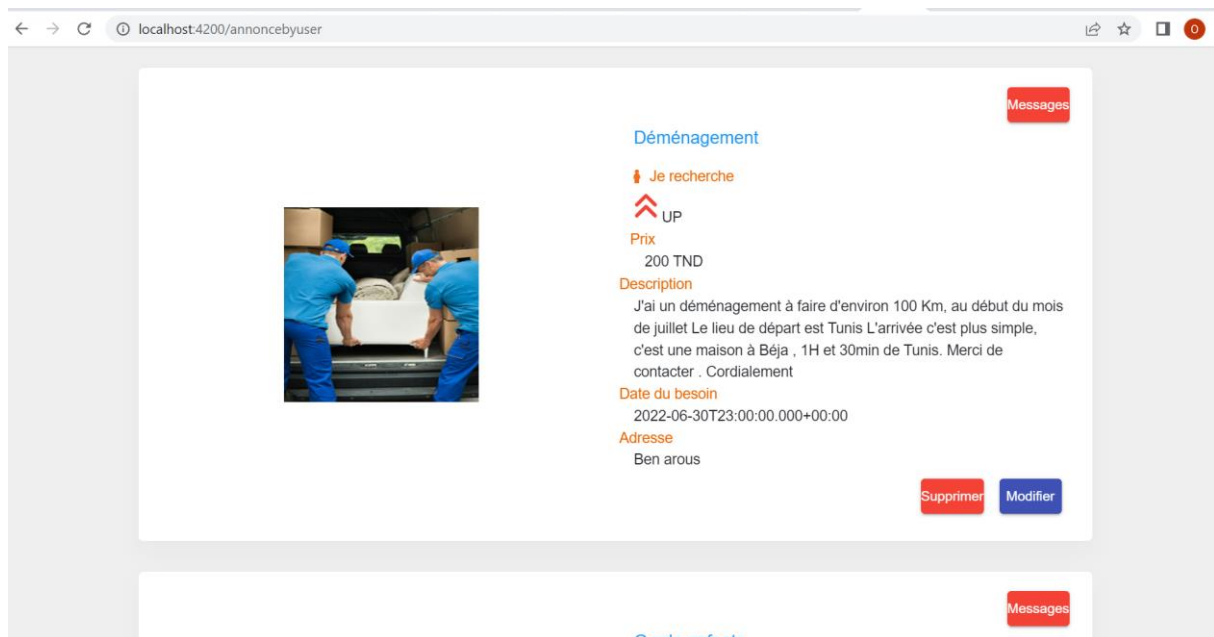 localhost:4200/annoncebyuser
O
Messages
Déménagement
Je recherche
UP
Prix
200 TND
Description
J'ai un déménagement à faire d'environ 100 Km, au début du mois
de juillet Le lieu de départ est Tunis L'arrivée c'est plus simple,
c'est une maison à Béja , 1H et 30min de Tunis. Merci de
contacter . Cordialement
Date du besoin
2022-06-30T23:00:00.000+00:00
Adresse
Ben arous
Supprimer
Modifier
Messages